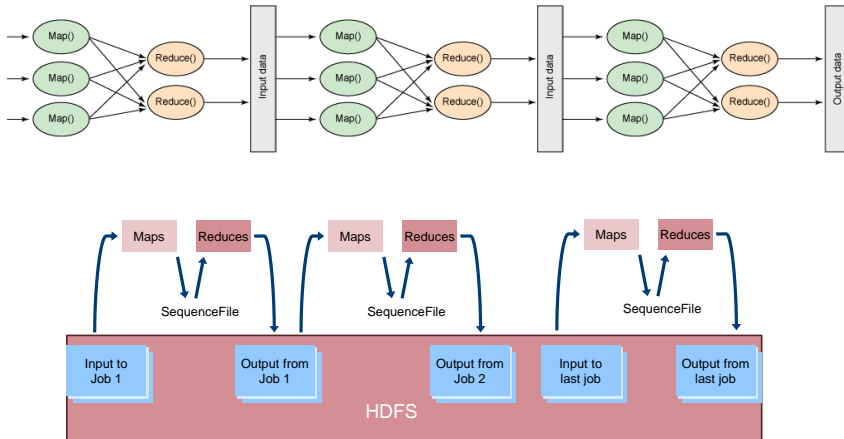 Map()
Map()
Map()
Reduce()
Reduce()
Input data
Map()
Map()
Map()
Reduce()
Reduce()
Input data
Map()
Map()
Map()
Reduce()
Reduce()
Output data
Maps
Reduces
SequenceFile
Maps
Reduces
SequenceFile
Maps
Reduces
SequenceFile
Input to
Job 1
Output from
Job 1
Output from
Job 2
Input to
last job
Output from
last job
HDFS